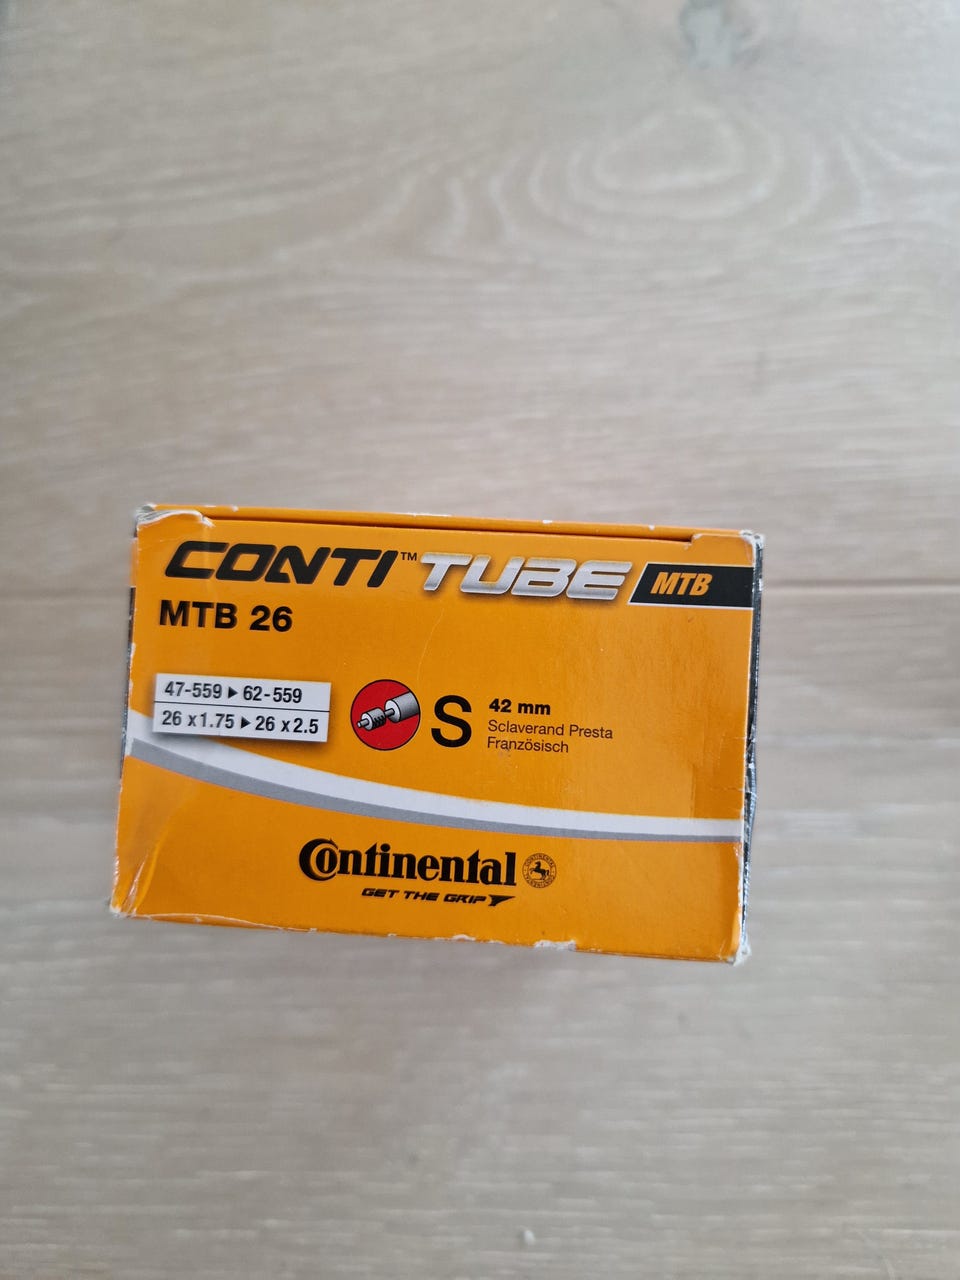 CONTI™ TUBE MTB
MTB 26
47-559 ▸ 62-559
26 x 1.75 ▸ 26 x 2.5
S
42 mm
Sclaverand Presta
Französisch
Continental
GET THE GRIP